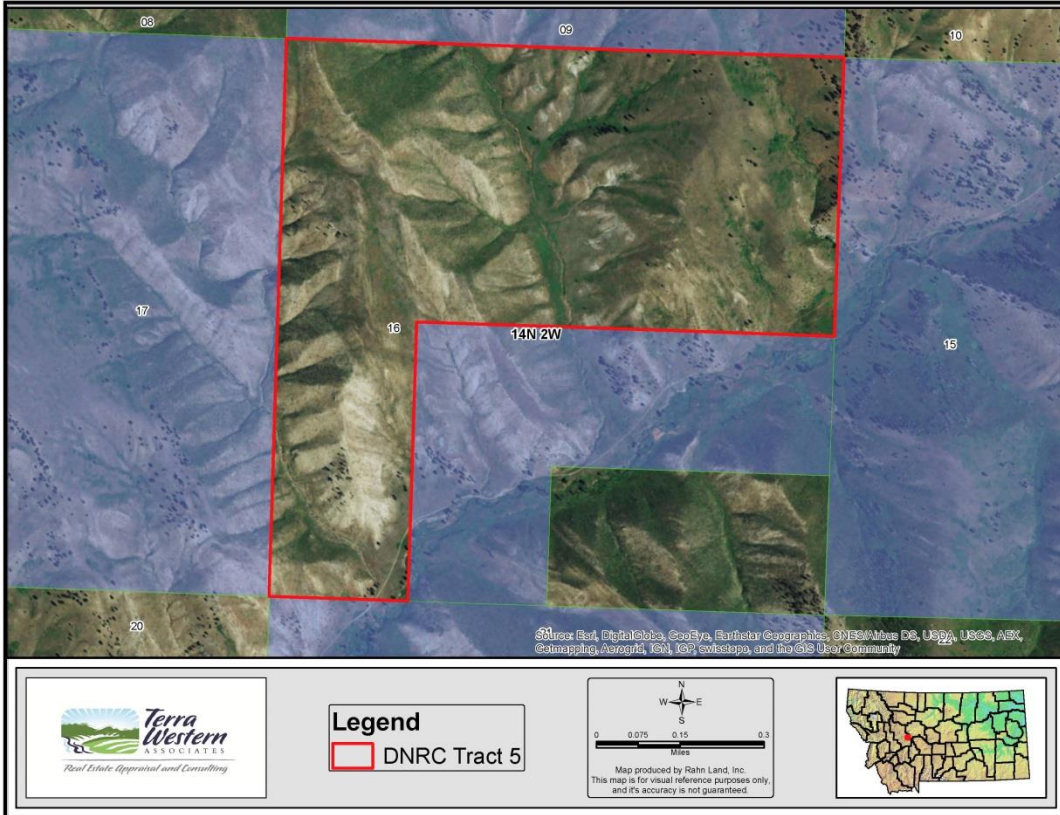 08
09
10
17
16
14N 2W
15
20
21
22
Source: Esri, DigitalGlobe, GeoEye, Earthstar Geographics, CNES/Airbus DS, USDA, USGS, AEX,
Getmapping, Aerogrid, IGN, IGP, swisstopo, and the GIS User Community
Terra
Western
ASSOCIATES
Real Estate Appraisal and Consulting
Legend
DNRC Tract 5
N
W E
S
0 0.075 0.15 0.3
Miles
Map produced by Rahn Land, Inc.
This map is for visual reference purposes only,
and it's accuracy is not guaranteed.